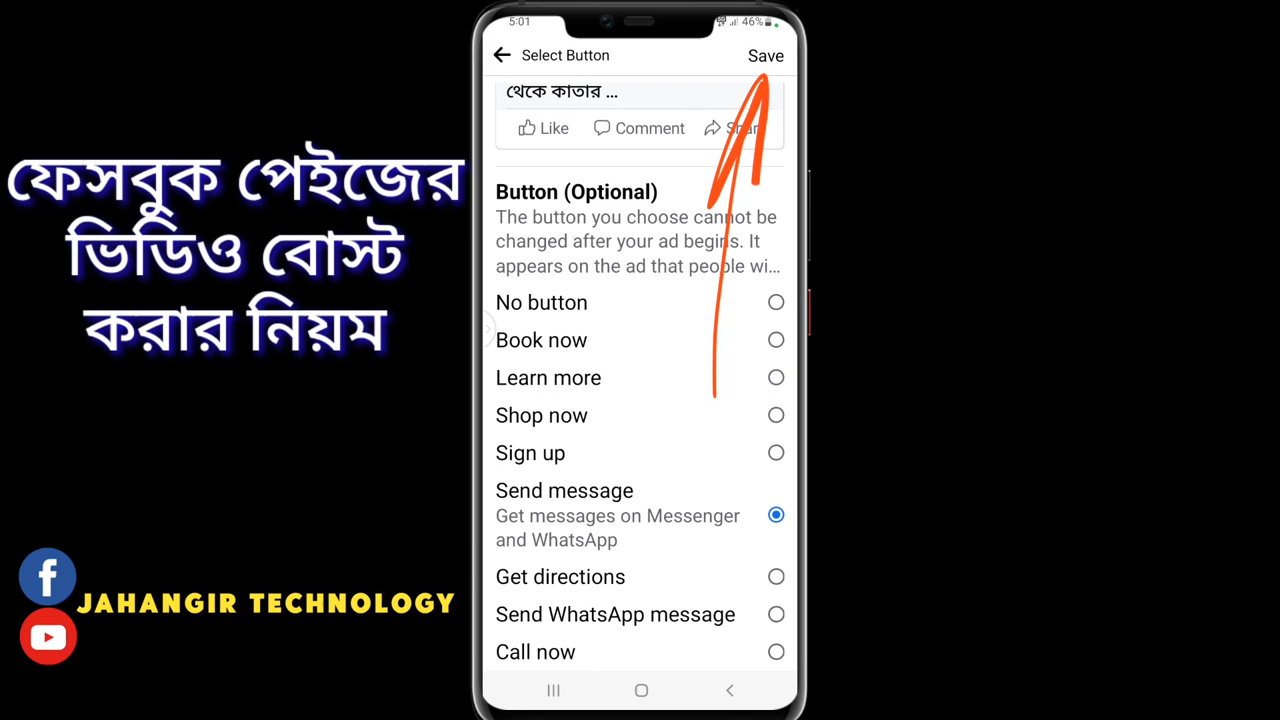 ফেসবুক পেইজের
ভিডিও বোস্ট
করার নিয়ম
JAHANGIR TECHNOLOGY
5:01
46%
Select Button
Save
থেকে কাতার ...
Like
Comment
Share
Button (Optional)
The button you choose cannot be
changed after your ad begins. It
appears on the ad that people wi...
No button
Book now
Learn more
Shop now
Sign up
Send message
Get messages on Messenger
and WhatsApp
Get directions
Send WhatsApp message
Call now